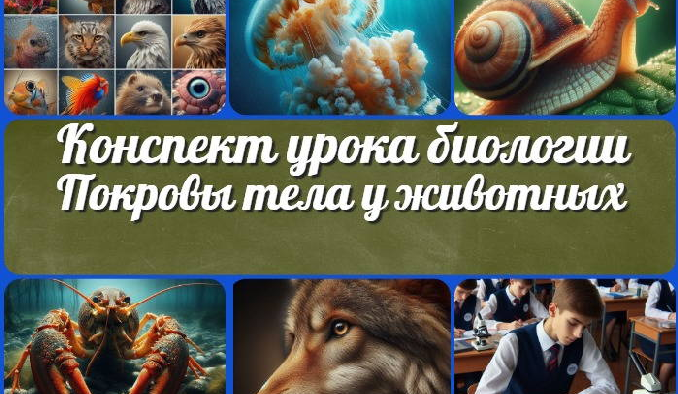 Конспект урока биологии
Покровы тела у животных